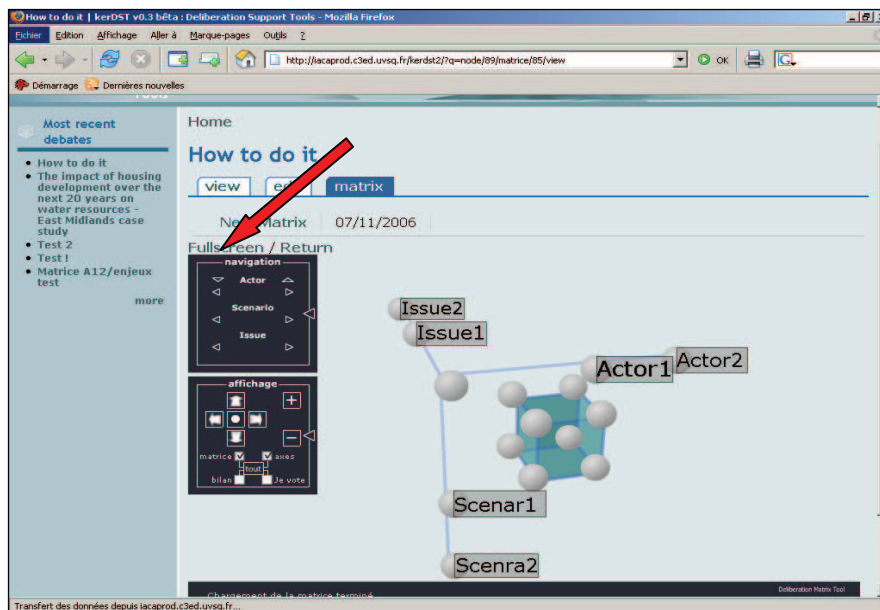 How to do it | kerDST v0.3 bêta : Deliberation Support Tools - Mozilla Firefox
Fichier Edition Affichage Aller à Marque-pages Outils ?
http://iacaprod.c3ed.uvsq.fr/kerdst2/?q=node/89/matrice/85/view OK
Démarrage Dernières nouvelles
Most recent
debates
How to do it
The impact of housing
development over the
next 20 years on
water resources -
East Midlands case
study
Test 2
Test !
Matrice A12/enjeux
test
more
Home
How to do it
view matrix
Matrix 07/11/2006
Fullscreen / Return
navigation
Actor
Scenario
Issue
affichage
matrice axes
tout
bilan Je vote
Issue2
Issue1
Actor1 Actor2
Scenar1
Scenra2
Chargement de la matrice terminé
Deliberation Matrix Tool
Transfert des données depuis iacaprod.c3ed.uvsq.fr...